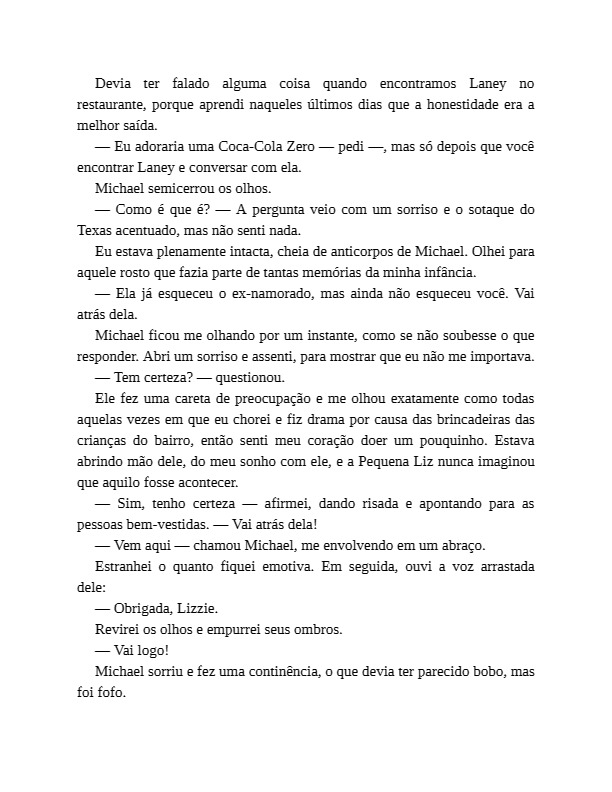 Devia ter falado alguma coisa quando encontramos Laney no
restaurante, porque aprendi naqueles últimos dias que a honestidade era a
melhor saída.
— Eu adoraria uma Coca-Cola Zero — pedi —, mas só depois que você
encontrar Laney e conversar com ela.
Michael semicerrou os olhos.
— Como é que é? — A pergunta veio com um sorriso e o sotaque do
Texas acentuado, mas não senti nada.
Eu estava plenamente intacta, cheia de anticorpos de Michael. Olhei para
aquele rosto que fazia parte de tantas memórias da minha infância.
— Ela já esqueceu o ex-namorado, mas ainda não esqueceu você. Vai
atrás dela.
Michael ficou me olhando por um instante, como se não soubesse o que
responder. Abri um sorriso e assenti, para mostrar que eu não me importava.
— Tem certeza? — questionou.
Ele fez uma careta de preocupação e me olhou exatamente como todas
aquelas vezes em que eu chorei e fiz drama por causa das brincadeiras das
crianças do bairro, então senti meu coração doer um pouquinho. Estava
abrindo mão dele, do meu sonho com ele, e a Pequena Liz nunca imaginou
que aquilo fosse acontecer.
— Sim, tenho certeza — afirmei, dando risada e apontando para as
pessoas bem-vestidas. — Vai atrás dela!
— Vem aqui — chamou Michael, me envolvendo em um abraço.
Estranhei o quanto fiquei emotiva. Em seguida, ouvi a voz arrastada
dele:
— Obrigada, Lizzie.
Revirei os olhos e empurrei seus ombros.
— Vai logo!
Michael sorriu e fez uma continência, o que devia ter parecido bobo, mas
foi fofo.